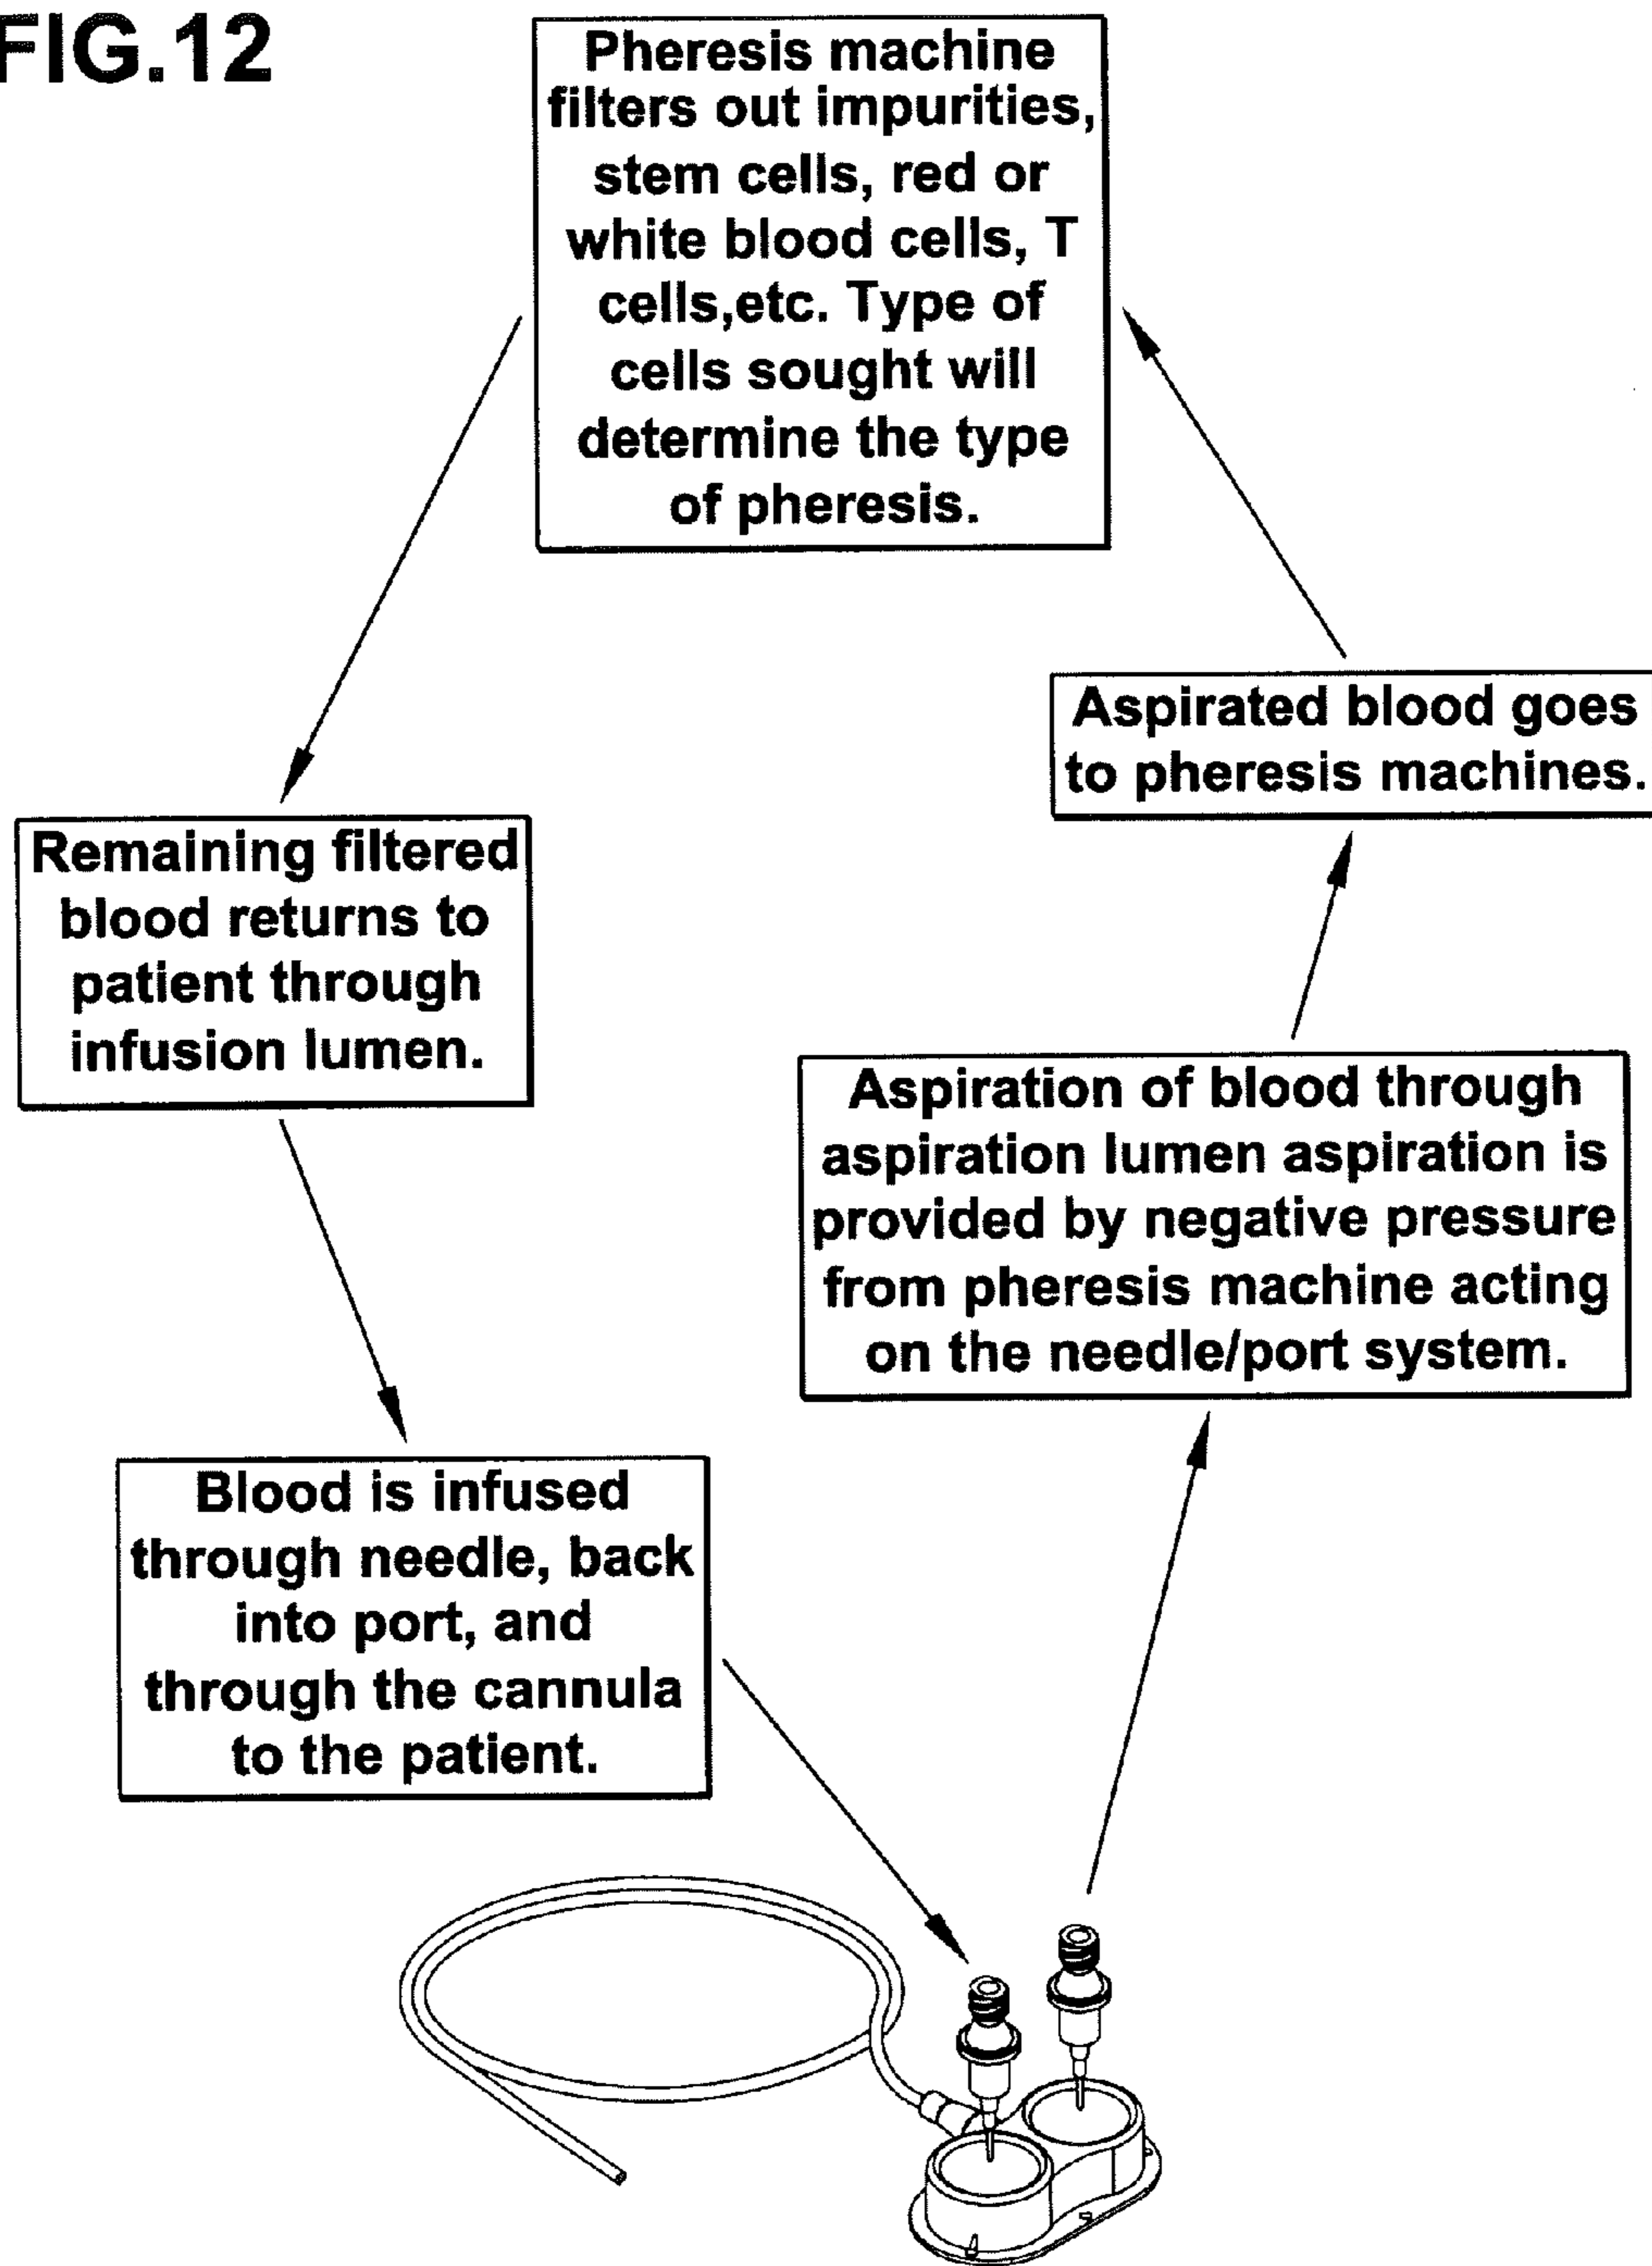 FIG.12
Pheresis machine
filters out impurities,
stem cells, red or
white blood cells, T
cells,etc. Type of
cells sought will
determine the type
of pheresis.
Aspirated blood goes
to pheresis machines.
Remaining filtered
blood returns to
patient through
infusion lumen.
Aspiration of blood through
aspiration lumen aspiration is
provided by negative pressure
from pheresis machine acting
on the needle/port system.
Blood is infused
through needle, back
into port, and
through the cannula
to the patient.